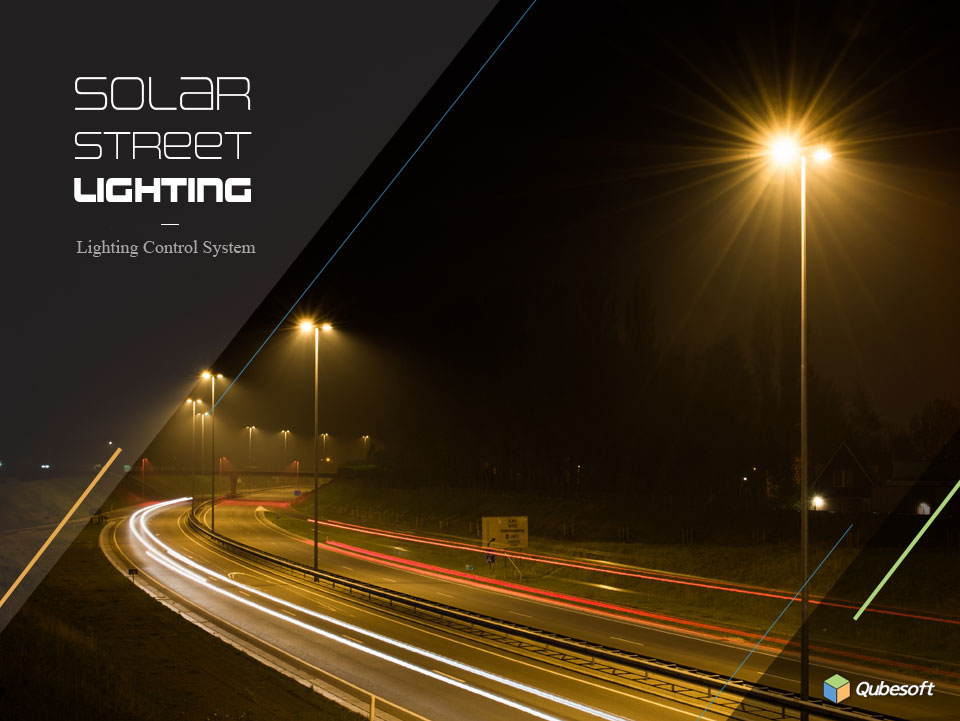 SOLAR
STREET
LIGHTING
Lighting Control System
Qubesoft